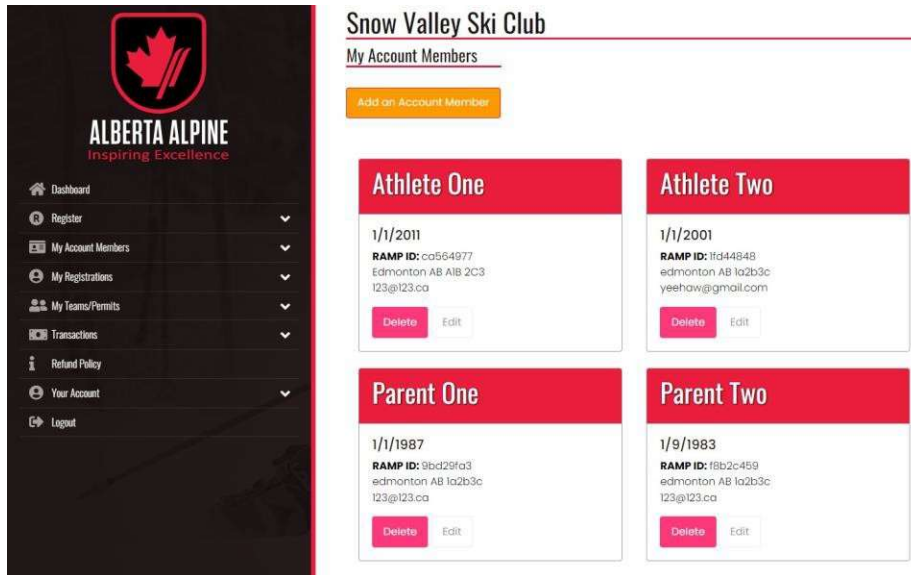 ALBERTA ALPINE
Inspiring Excellence
Dashboard
Register
My Account Members
My Registrations
My Teams/Permits
Transactions
Refund Policy
Your Account
Logout
Snow Valley Ski Club
My Account Members
Add an Account Member
Athlete One
1/1/2011
RAMP ID: ca564977
Edmonton AB A1B 2C3
123@123.ca
Delete Edit
Athlete Two
1/1/2001
RAMP ID: 1fd44848
edmonton AB 1a2b3c
yeehaw@gmail.com
Delete Edit
Parent One
1/1/1987
RAMP ID: 9bd29fa3
edmonton AB 1a2b3c
123@123.ca
Delete Edit
Parent Two
1/9/1983
RAMP ID: f8b2c459
edmonton AB 1a2b3c
123@123.ca
Delete Edit